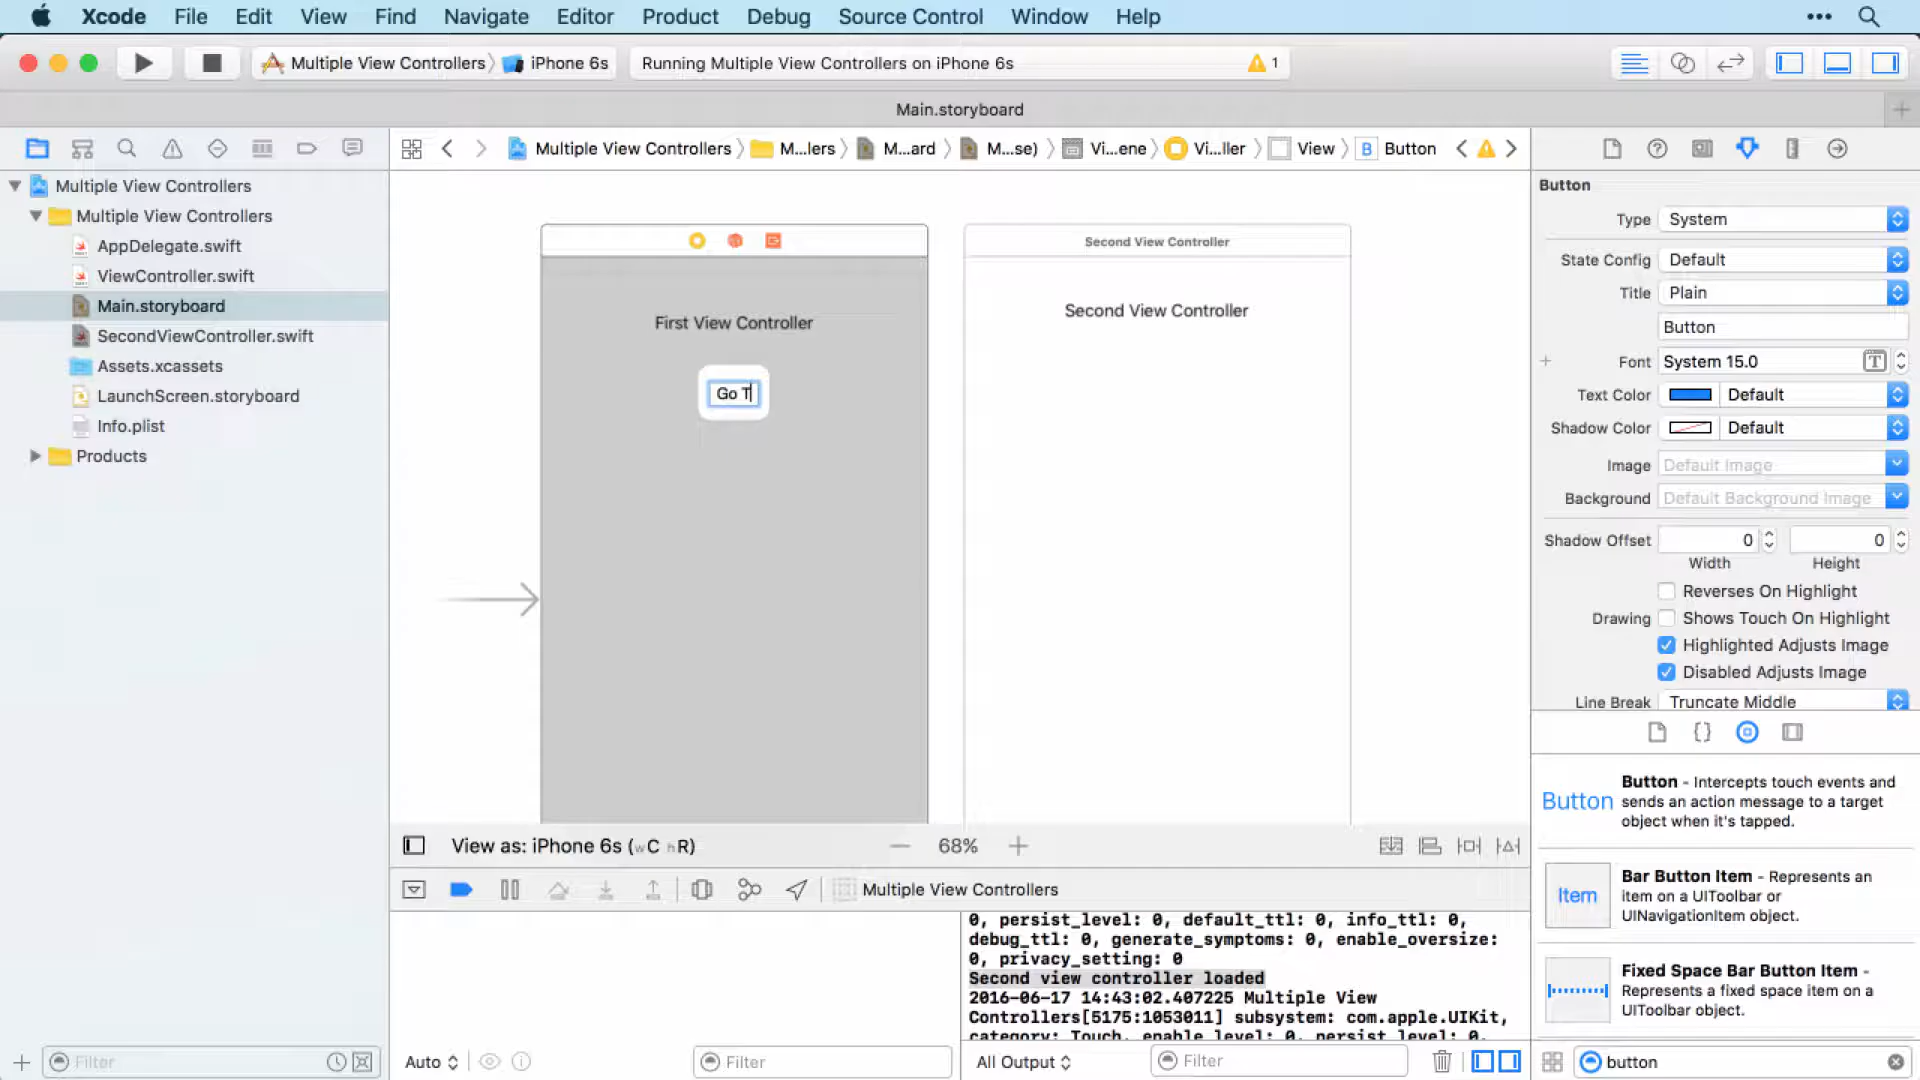 Xcode File Edit View Find Navigate Editor Product Debug Source Control Window Help
Multiple View Controllers iPhone 6s Running Multiple View Controllers on iPhone 6s 1
Main.storyboard
Multiple View Controllers M...lers M...ard M...se) Vi...ene Vi...ller View B Button
Multiple View Controllers
Multiple View Controllers
AppDelegate.swift
ViewController.swift
Main.storyboard
SecondViewController.swift
Assets.xcassets
LaunchScreen.storyboard
Info.plist
Products
Filter
First View Controller
Go T
Second View Controller
Second View Controller
View as: iPhone 6s (wC hR)
68%
Multiple View Controllers
0, persist_level: 0, default_ttl: 0, info_ttl: 0,
debug_ttl: 0, generate_symptoms: 0, enable_oversize:
0, privacy_setting: 0
Second view controller loaded
2016-06-17 14:43:02.407225 Multiple View
Controllers[5175:1053011] subsystem: com.apple.UIKit,
category: Touch, enable_level: 0, persist_level: 0,
Auto
Filter
All Output
Filter
Button
Type System
State Config Default
Title Plain
Button
Font System 15.0 T
Text Color Default
Shadow Color Default
Image Default Image
Background Default Background Image
Shadow Offset 0 0
Width Height
Reverses On Highlight
Drawing Shows Touch On Highlight
Highlighted Adjusts Image
Disabled Adjusts Image
Line Break Truncate Middle
{}
Button
Button - Intercepts touch events and
sends an action message to a target
object when it's tapped.
Item
Bar Button Item - Represents an
item on a UIToolbar or
UINavigationItem object.
Fixed Space Bar Button Item -
Represents a fixed space item on a
UIToolbar object.
button